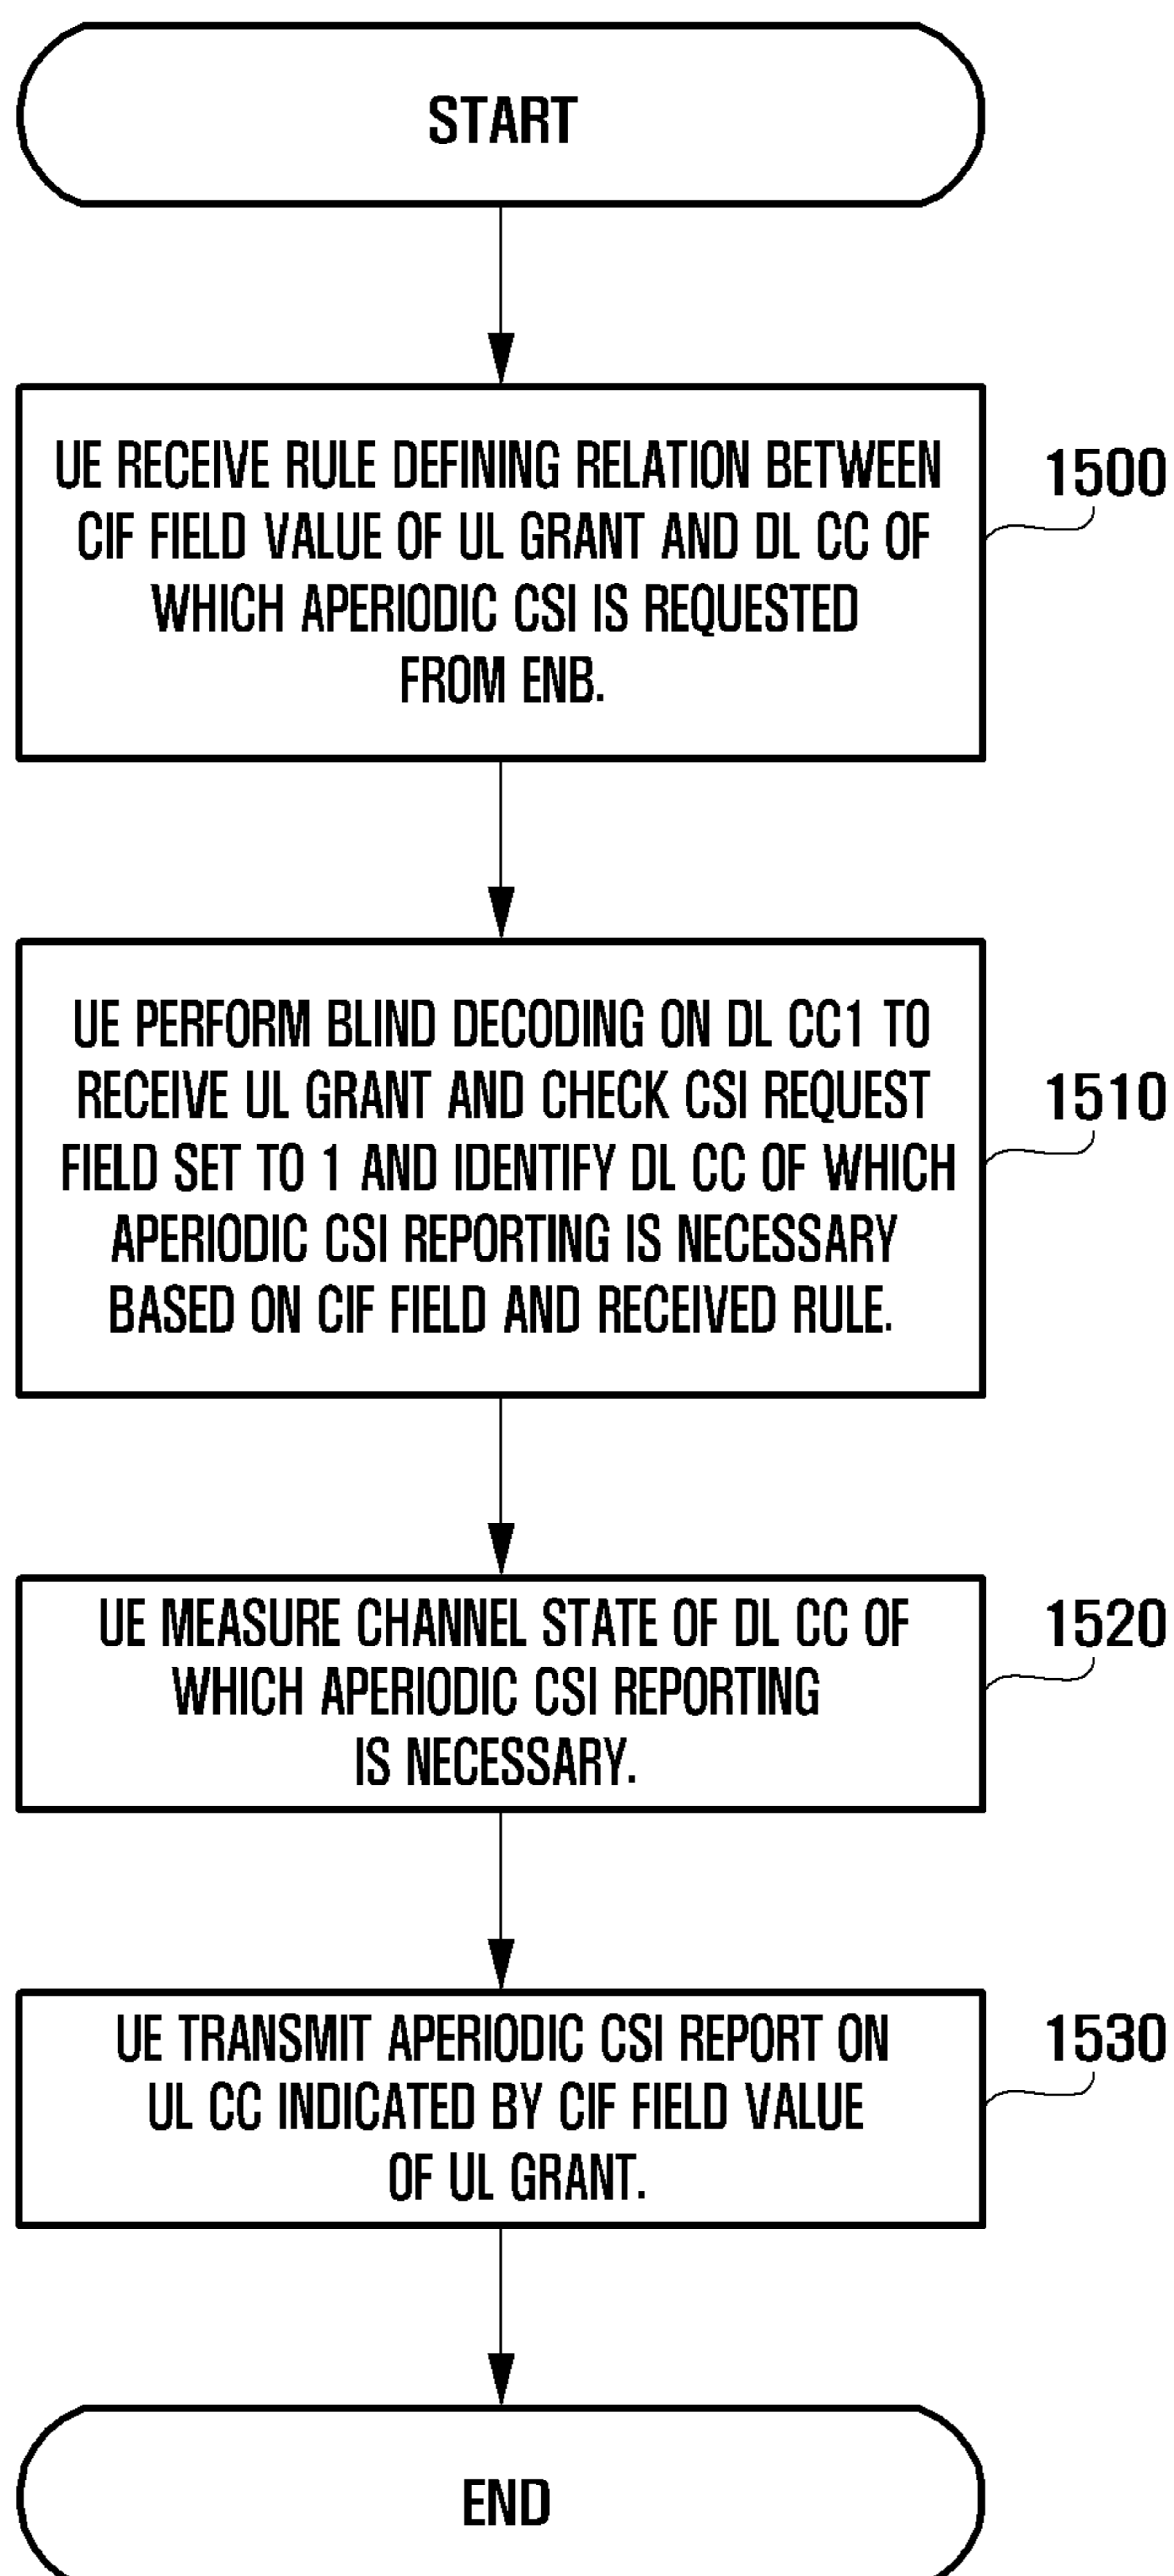 START
UE RECEIVE RULE DEFINING RELATION BETWEEN
CIF FIELD VALUE OF UL GRANT AND DL CC OF
WHICH APERIODIC CSI IS REQUESTED
FROM ENB.
1500
UE PERFORM BLIND DECODING ON DL CC1 TO
RECEIVE UL GRANT AND CHECK CSI REQUEST
FIELD SET TO 1 AND IDENTIFY DL CC OF WHICH
APERIODIC CSI REPORTING IS NECESSARY
BASED ON CIF FIELD AND RECEIVED RULE.
1510
UE MEASURE CHANNEL STATE OF DL CC OF
WHICH APERIODIC CSI REPORTING
IS NECESSARY.
1520
UE TRANSMIT APERIODIC CSI REPORT ON
UL CC INDICATED BY CIF FIELD VALUE
OF UL GRANT.
1530
END